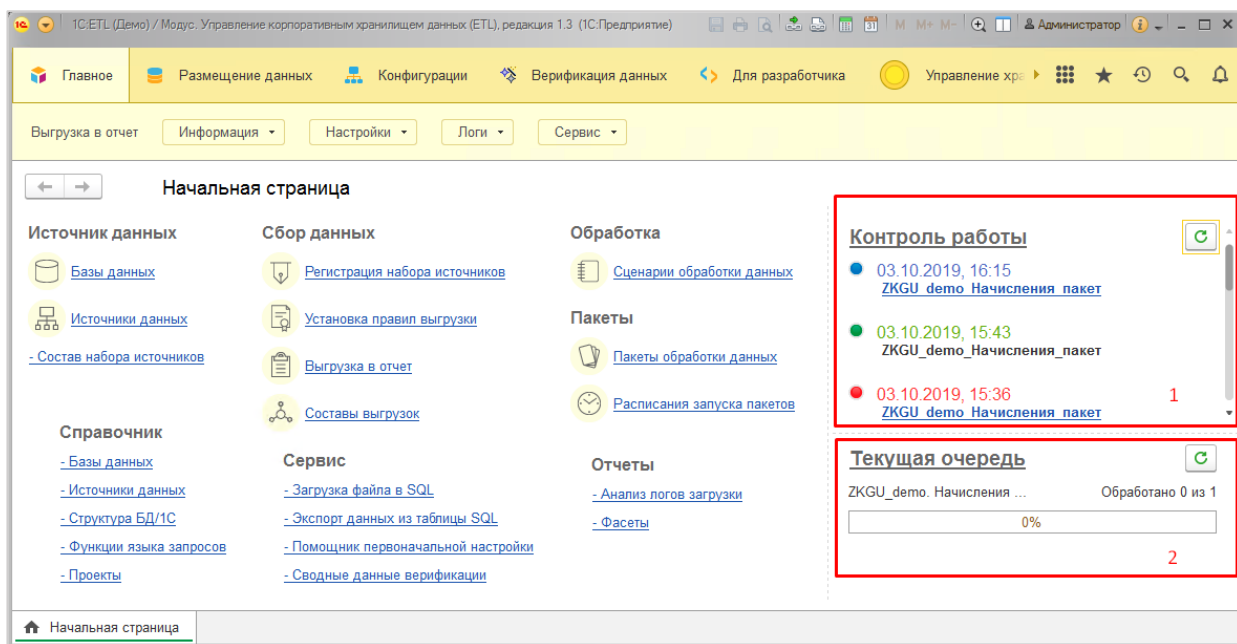 1С:ETL (Демо) / Модус. Управление корпоративным хранилищем данных (ETL), редакция 1.3 (1С:Предприятие)
M M+ M-
Администратор
Главное
Размещение данных
Конфигурации
Верификация данных
Для разработчика
Управление хра
Выгрузка в отчет
Информация
Настройки
Логи
Сервис
Начальная страница
Источник данных
Базы данных
Источники данных
- Состав набора источников
Сбор данных
Регистрация набора источников
Установка правил выгрузки
Выгрузка в отчет
Составы выгрузок
Обработка
Сценарии обработки данных
Пакеты
Пакеты обработки данных
Расписания запуска пакетов
Справочник
- Базы данных
- Источники данных
- Структура БД/1С
- Функции языка запросов
- Проекты
Сервис
- Загрузка файла в SQL
- Экспорт данных из таблицы SQL
- Помощник первоначальной настройки
- Сводные данные верификации
Отчеты
- Анализ логов загрузки
- Фасеты
Контроль работы
03.10.2019, 16:15
ZKGU_demo_Начисления_пакет
03.10.2019, 15:43
ZKGU_demo_Начисления_пакет
03.10.2019, 15:36
ZKGU_demo_Начисления_пакет
1
Текущая очередь
ZKGU_demo. Начисления ...
Обработано 0 из 1
0%
2
Начальная страница